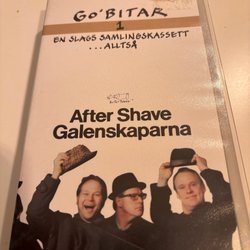 GO'BITAR
1
EN SLAGS SAMLINGSKASSETT
...ALLTSÅ
After Shave
Galenskaparna